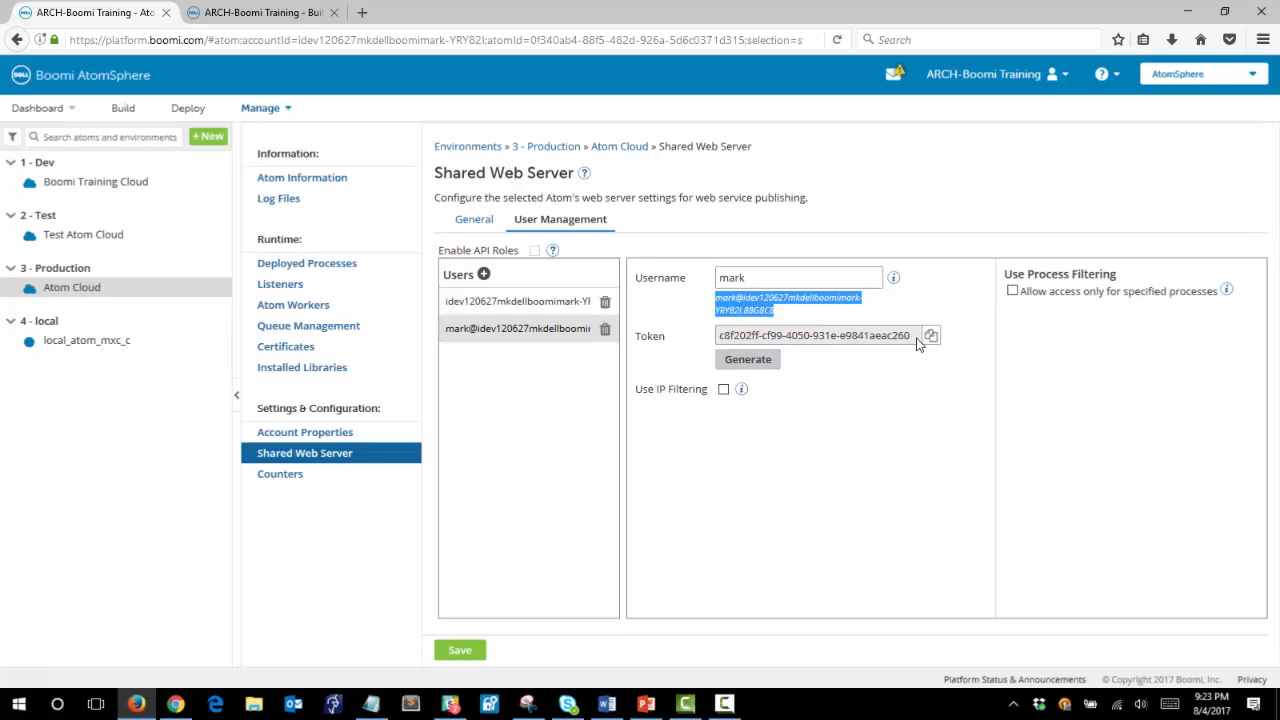 ARCH-Boomi Training - Ato
ARCH-Boomi Training - Buil
https://platform.boomi.com/#atom;accountId=idev120627mkdellboomimark-YRY82I;atomId=0f340ab4-88f5-482d-926a-5d6c0371d315;selection=s
Search
DELL
Boomi AtomSphere
ARCH-Boomi Training
AtomSphere
Dashboard
Build
Deploy
Manage
Search atoms and environments
+ New
1 - Dev
Boomi Training Cloud
2 - Test
Test Atom Cloud
3 - Production
Atom Cloud
4 - local
local_atom_mxc_c
Information:
Atom Information
Log Files
Runtime:
Deployed Processes
Listeners
Atom Workers
Queue Management
Certificates
Installed Libraries
Settings & Configuration:
Account Properties
Shared Web Server
Counters
Environments » 3 - Production » Atom Cloud » Shared Web Server
Shared Web Server
Configure the selected Atom's web server settings for web service publishing.
General
User Management
Enable API Roles
Users
idev120627mkdellboomimark-YI
mark@idev120627mkdellboomir
Username
mark
mark@idev120627mkdellboomimark-
YRY82I.8BG8CB
Token
c8f202ff-cf99-4050-931e-e9841aeac260
Generate
Use IP Filtering
Use Process Filtering
Allow access only for specified processes
Save
Platform Status & Announcements
© Copyright 2017 Boomi, Inc.
Privacy
9:23 PM
8/4/2017